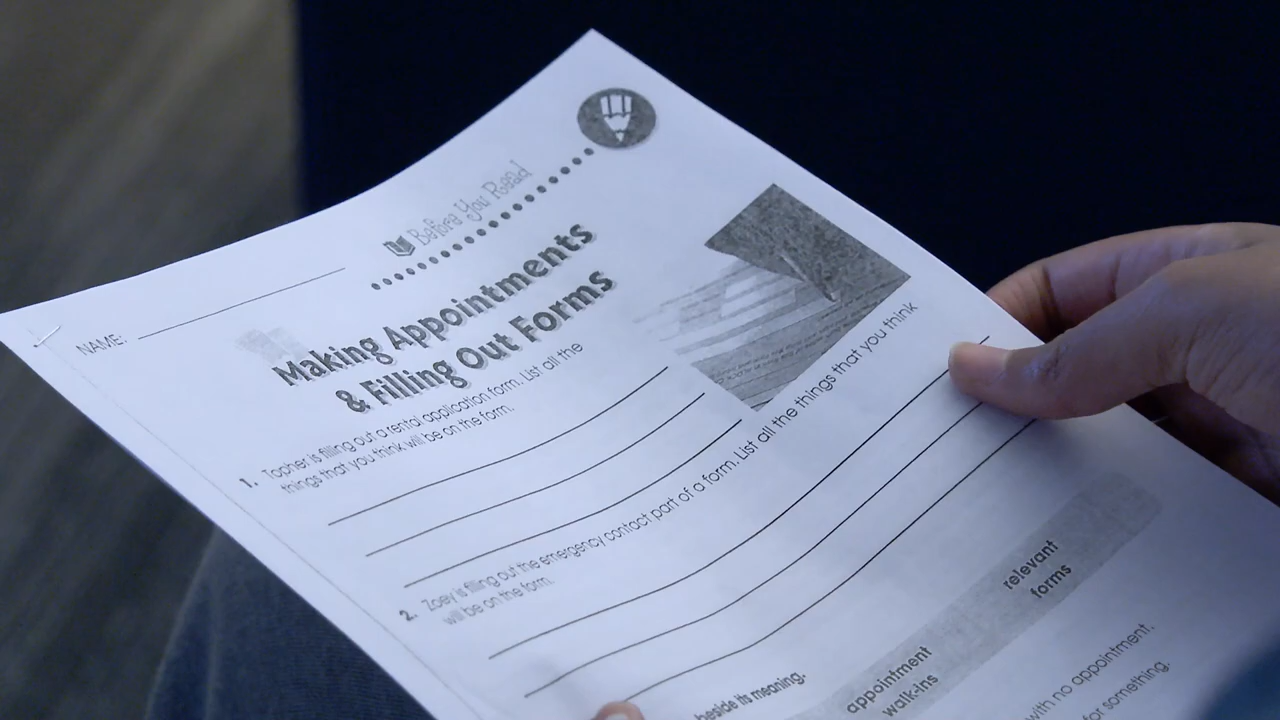 Before You Read
NAME:
Making Appointments
& Filling Out Forms
1. Topher is filling out a rental application form. List all the
things that you think will be on the form.
2. Zoey is filling out the emergency contact part of a form. List all the things that you think
will be on the form.
beside its meaning.
appointment
walk-ins
relevant
forms
with no appointment.
for something.